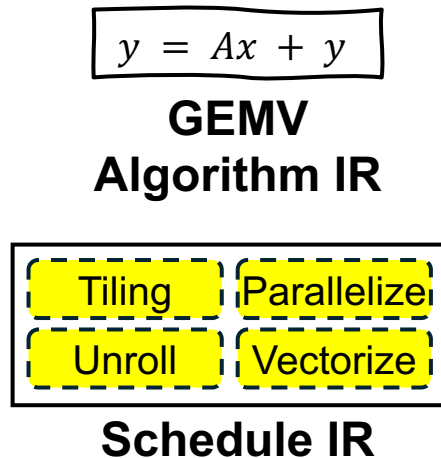 y = Ax + y
GEMV
Algorithm IR
Tiling Parallelize
Unroll Vectorize
Schedule IR